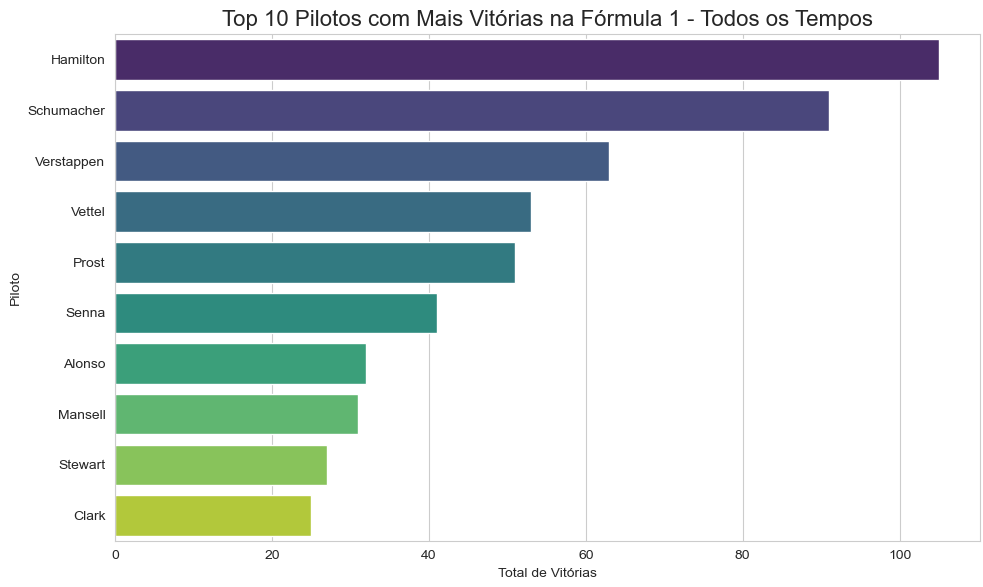 Top 10 Pilotos com Mais Vitórias na Fórmula 1 - Todos os Tempos
Piloto
Hamilton
Schumacher
Verstappen
Vettel
Prost
Senna
Alonso
Mansell
Stewart
Clark
0 20 40 60 80 100
Total de Vitórias